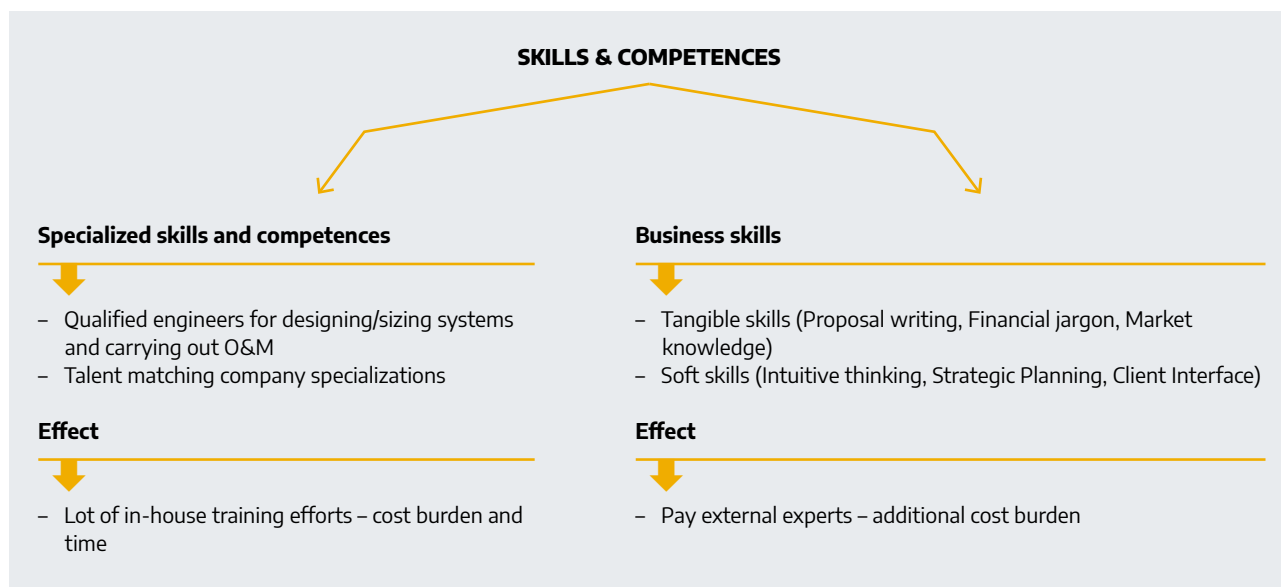 SKILLS & COMPETENCES
Specialized skills and competences
– Qualified engineers for designing/sizing systems
and carrying out O&M
– Talent matching company specializations
Effect
– Lot of in-house training efforts – cost burden and
time
Business skills
– Tangible skills (Proposal writing, Financial jargon, Market
knowledge)
– Soft skills (Intuitive thinking, Strategic Planning, Client Interface)
Effect
– Pay external experts – additional cost burden